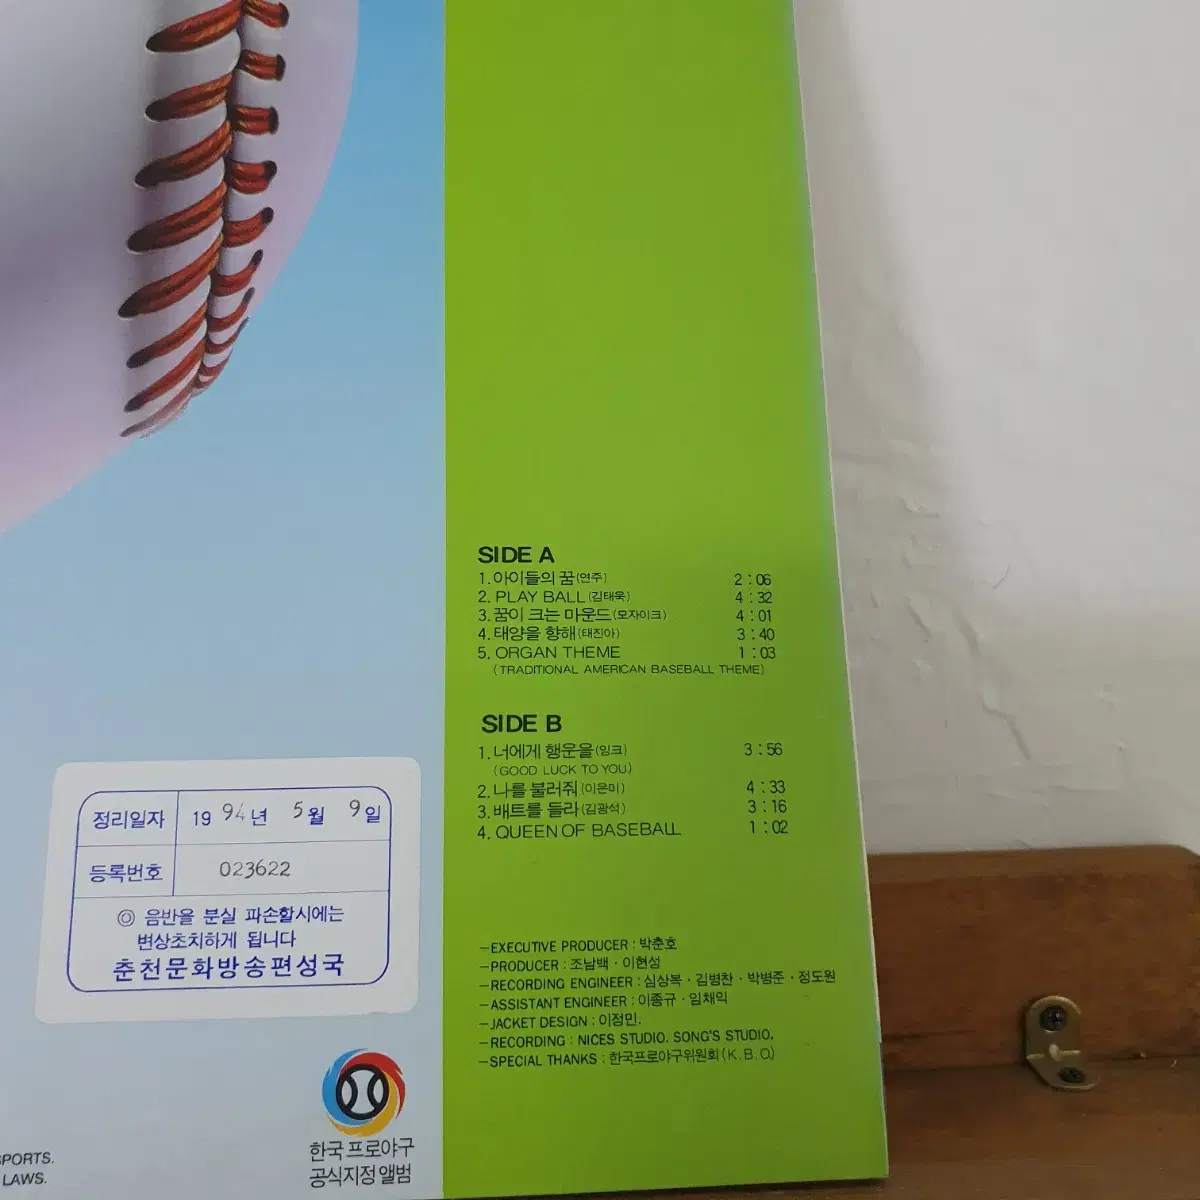 SIDE A
1. 아이들의 꿈(연주) 2:06
2. PLAY BALL(김태욱) 4:32
3. 꿈이 크는 마운드(모자이크) 4:01
4. 태양을 향해(태진아) 3:40
5. ORGAN THEME 1:03
(TRADITIONAL AMERICAN BASEBALL THEME)
SIDE B
1. 너에게 행운을(잉크) 3:56
(GOOD LUCK TO YOU)
2. 나를 불러줘(이은미) 4:33
3. 배트를 들라(김광석) 3:16
4. QUEEN OF BASEBALL 1:02
정리일자 1994년 5월 9일
등록번호 023622
◎ 음반을 분실 파손할시에는
변상초치하게 됩니다
춘천문화방송편성국
-EXECUTIVE PRODUCER : 박춘호
-PRODUCER : 조남백 · 이현성
-RECORDING ENGINEER : 심상복 · 김병찬 · 박병준 · 정도원
-ASSISTANT ENGINEER : 이종규 · 임채익
-JACKET DESIGN : 이정민.
-RECORDING : NICES STUDIO. SONG'S STUDIO.
-SPECIAL THANKS : 한국프로야구위원회(K.B.O.)
한국 프로야구
공식지정 앨범
SPORTS.
LAWS.